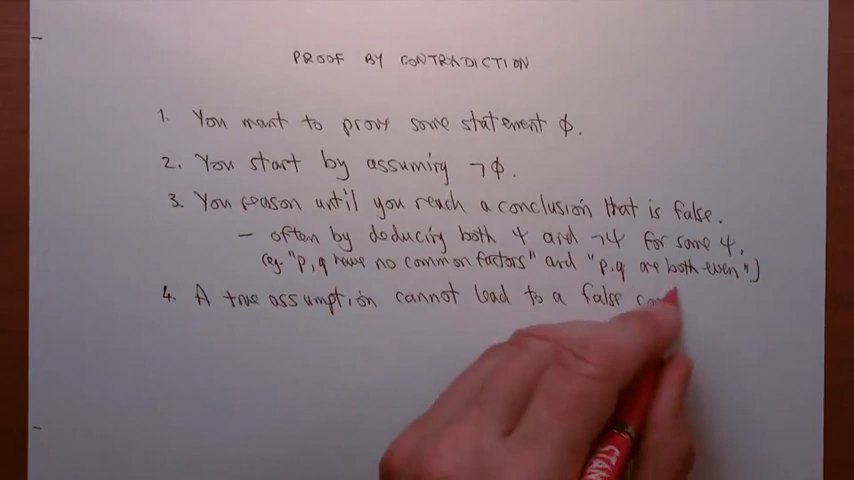 PROOF BY CONTRADICTION
1. You want to prove some statement ϕ.
2. You start by assuming ¬ϕ.
3. You reason until you reach a conclusion that is false.
– often by deducing both ψ and ¬ψ for some ψ.
(eg. "p,q have no common factors" and "p,q are both even".)
4. A true assumption cannot lead to a false
STAN